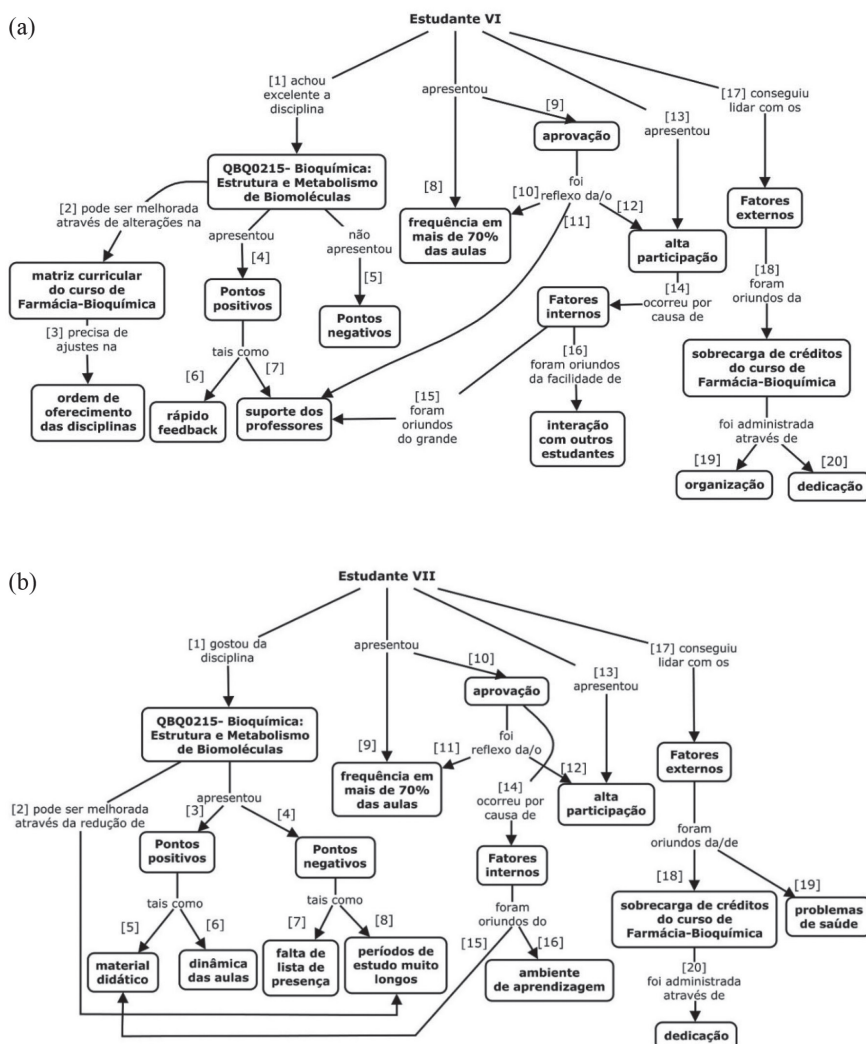 (a)
Estudante VI
[1] achou
excelente a
disciplina
QBQ0215- Bioquímica:
Estrutura e Metabolismo
de Biomoléculas
[2] pode ser melhorada
através de alterações na
matriz curricular
do curso de
Farmácia-Bioquímica
[3] precisa de
ajustes na
ordem de
oferecimento
das disciplinas
apresentou
[4]
Pontos
positivos
tais como
[6]
[7]
rápido
feedback
suporte dos
professores
não
apresentou
[5]
Pontos
negativos
apresentou
[8]
frequência em
mais de 70%
das aulas
[9]
aprovação
foi
reflexo da/o
[10]
[11]
[12]
[13]
apresentou
alta
participação
[14]
ocorreu por
causa de
Fatores
internos
[15]
foram
oriundos
do grande
[16]
foram oriundos
da facilidade de
interação
com outros
estudantes
[17] conseguiu
lidar com os
Fatores
externos
[18]
foram
oriundos da
sobrecarga de créditos
do curso de
Farmácia-Bioquímica
foi administrada
através de
[19]
[20]
organização
dedicação
(b)
Estudante VII
[1] gostou da
disciplina
QBQ0215- Bioquímica:
Estrutura e Metabolismo
de Biomoléculas
[2] pode ser melhorada
através da redução de
apresentou
[3]
[4]
Pontos
positivos
Pontos
negativos
tais como
[5]
[6]
material
didático
dinâmica
das aulas
tais como
[7]
[8]
falta de
lista de
presença
períodos de
estudo muito
longos
apresentou
[9]
frequência em
mais de 70%
das aulas
[10]
aprovação
foi
reflexo da/o
[11]
[12]
[13]
apresentou
alta
participação
[14]
ocorreu por
causa de
Fatores
internos
foram
oriundos do
[15]
[16]
ambiente
de aprendizagem
[17] conseguiu
lidar com os
Fatores
externos
foram
oriundos da/de
[18]
[19]
sobrecarga de créditos
do curso de
Farmácia-Bioquímica
problemas
de saúde
[20]
foi administrada
através de
dedicação